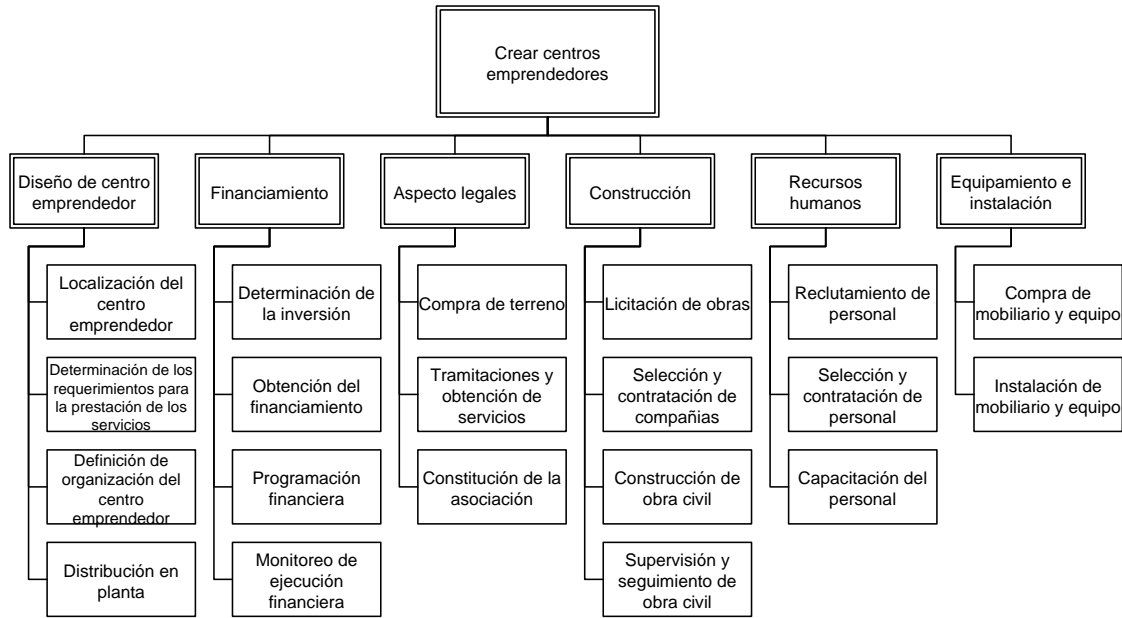 Crear centros
emprendedores
Diseño de centro
emprendedor
Financiamiento
Aspecto legales
Construcción
Recursos
humanos
Equipamiento e
instalación
Localización del
centro
emprendedor
Determinación de los
requerimientos para
la prestación de los
servicios
Definición de
organización del
centro
emprendedor
Distribución en
planta
Determinación de
la inversión
Obtención del
financiamiento
Programación
financiera
Monitoreo de
ejecución
financiera
Compra de terreno
Tramitaciones y
obtención de
servicios
Constitución de la
asociación
Licitación de obras
Selección y
contratación de
compañias
Construcción de
obra civil
Supervisión y
seguimiento de
obra civil
Reclutamiento de
personal
Selección y
contratación de
personal
Capacitación del
personal
Compra de
mobiliario y equipo
Instalación de
mobiliario y equipo